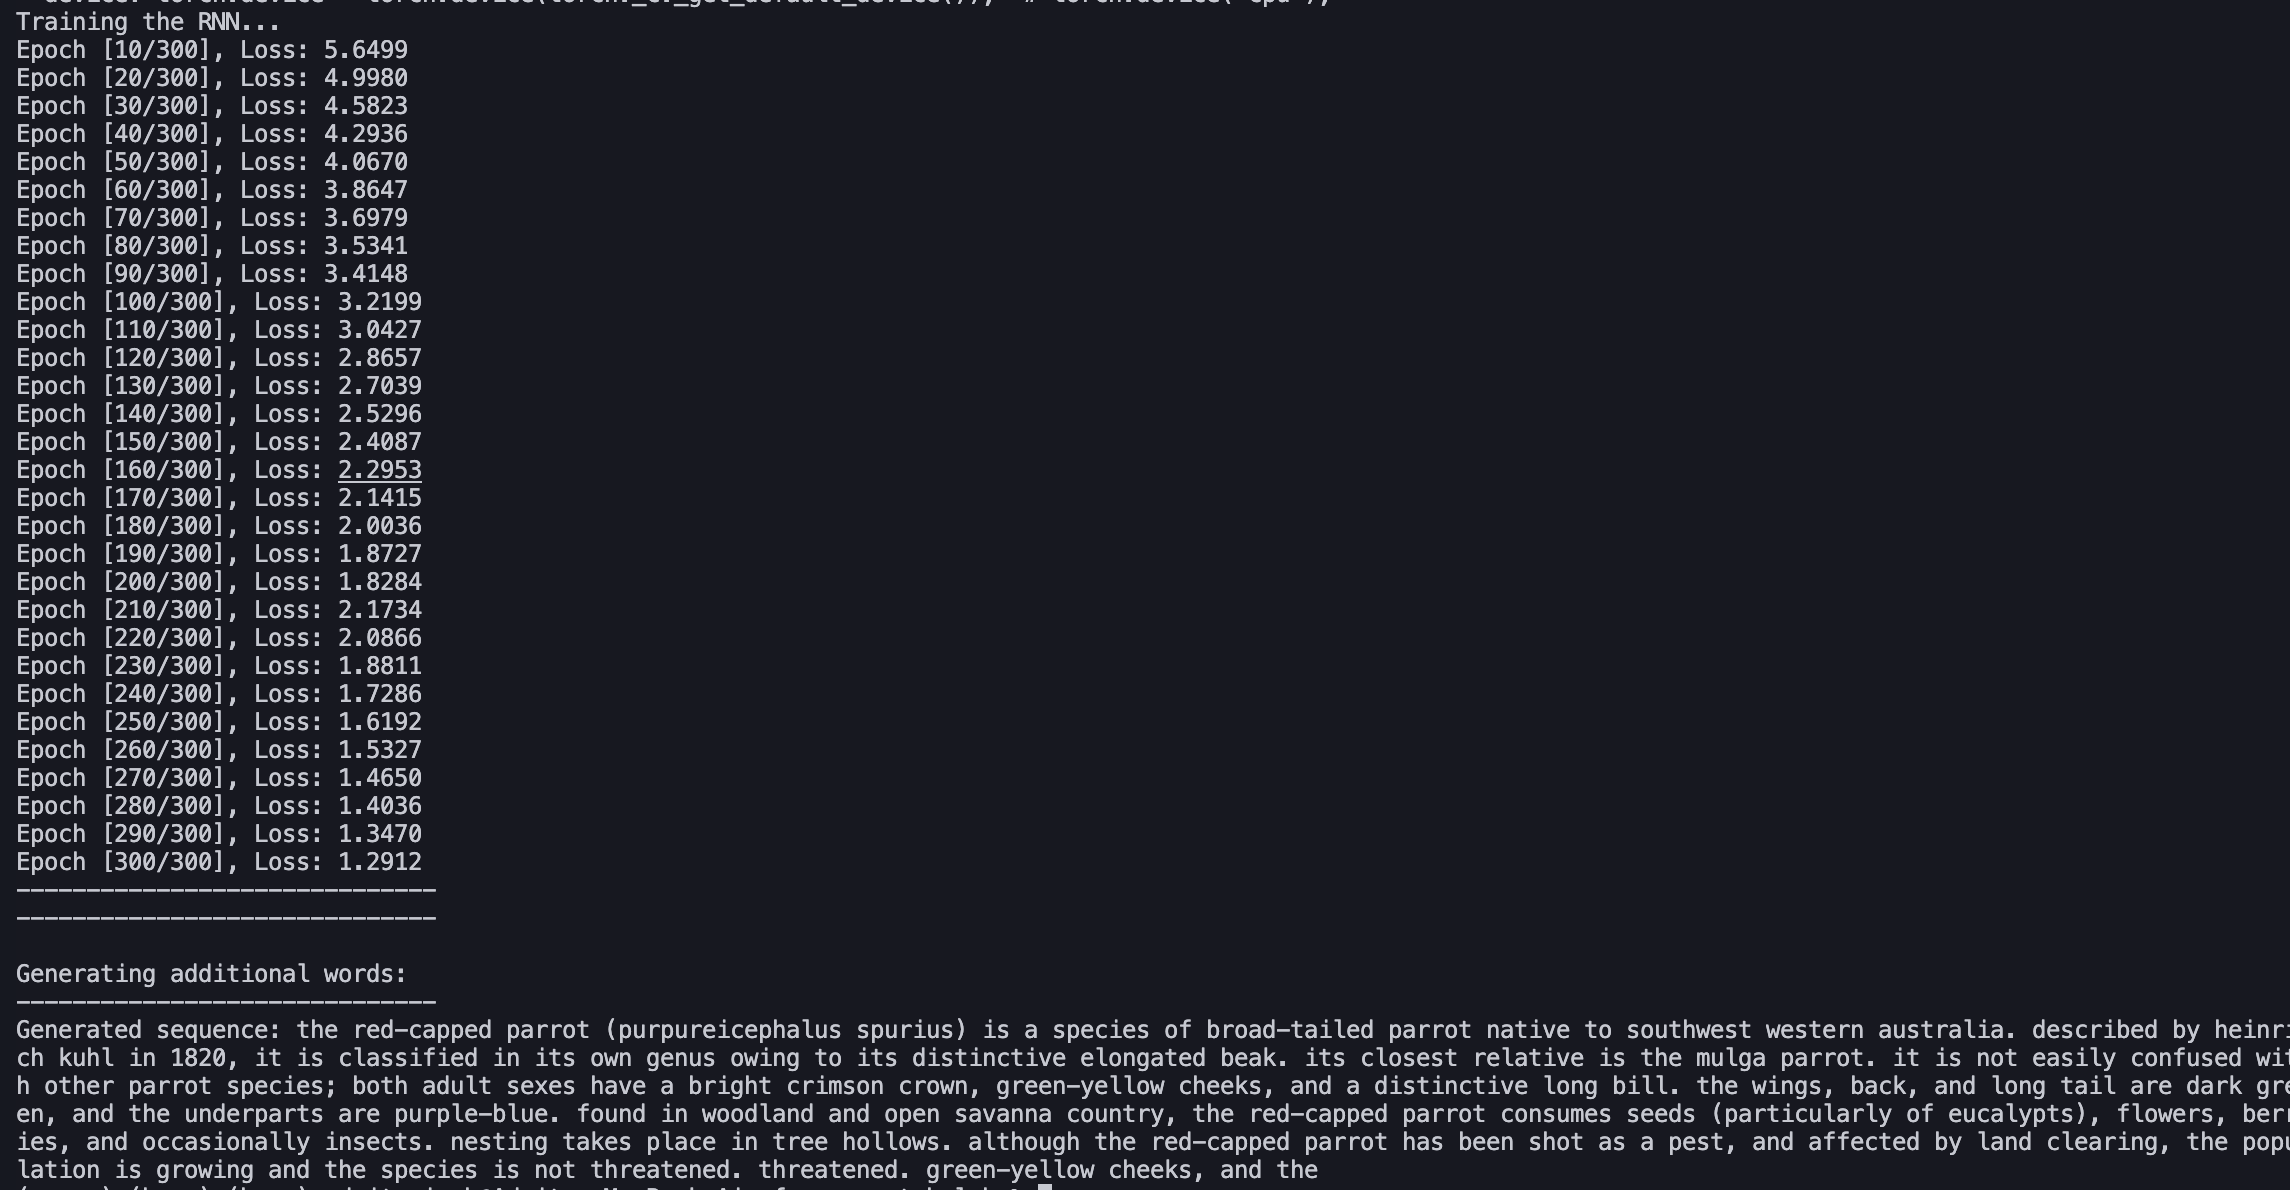 Training the RNN...
Epoch [10/300], Loss: 5.6499
Epoch [20/300], Loss: 4.9980
Epoch [30/300], Loss: 4.5823
Epoch [40/300], Loss: 4.2936
Epoch [50/300], Loss: 4.0670
Epoch [60/300], Loss: 3.8647
Epoch [70/300], Loss: 3.6979
Epoch [80/300], Loss: 3.5341
Epoch [90/300], Loss: 3.4148
Epoch [100/300], Loss: 3.2199
Epoch [110/300], Loss: 3.0427
Epoch [120/300], Loss: 2.8657
Epoch [130/300], Loss: 2.7039
Epoch [140/300], Loss: 2.5296
Epoch [150/300], Loss: 2.4087
Epoch [160/300], Loss: 2.2953
Epoch [170/300], Loss: 2.1415
Epoch [180/300], Loss: 2.0036
Epoch [190/300], Loss: 1.8727
Epoch [200/300], Loss: 1.8284
Epoch [210/300], Loss: 2.1734
Epoch [220/300], Loss: 2.0866
Epoch [230/300], Loss: 1.8811
Epoch [240/300], Loss: 1.7286
Epoch [250/300], Loss: 1.6192
Epoch [260/300], Loss: 1.5327
Epoch [270/300], Loss: 1.4650
Epoch [280/300], Loss: 1.4036
Epoch [290/300], Loss: 1.3470
Epoch [300/300], Loss: 1.2912
------------------------------
------------------------------
Generating additional words:
------------------------------
Generated sequence: the red-capped parrot (purpureicephalus spurius) is a species of broad-tailed parrot native to southwest western australia. described by heinri
ch kuhl in 1820, it is classified in its own genus owing to its distinctive elongated beak. its closest relative is the mulga parrot. it is not easily confused wit
h other parrot species; both adult sexes have a bright crimson crown, green-yellow cheeks, and a distinctive long bill. the wings, back, and long tail are dark gre
en, and the underparts are purple-blue. found in woodland and open savanna country, the red-capped parrot consumes seeds (particularly of eucalypts), flowers, berr
ies, and occasionally insects. nesting takes place in tree hollows. although the red-capped parrot has been shot as a pest, and affected by land clearing, the popu
lation is growing and the species is not threatened. threatened. green-yellow cheeks, and the